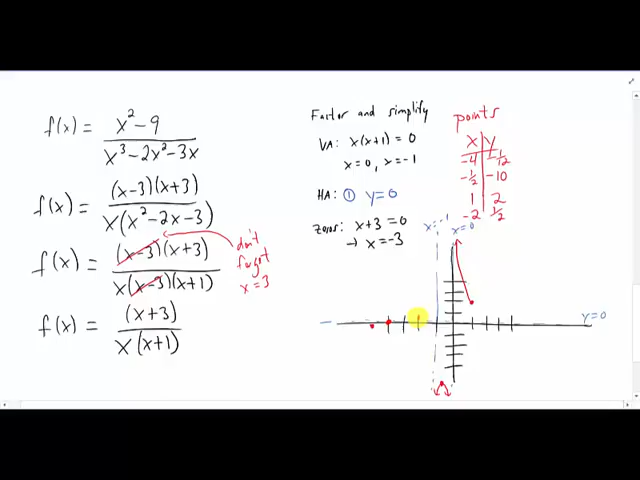 f(x) = x²-9 / x³-2x²-3x
f(x) = (x-3)(x+3) / x(x²-2x-3)
f(x) = (x-3)(x+3) / x(x-3)(x+1)
don't
forget
x=3
f(x) = (x+3) / x(x+1)
Factor and simplify
VA: x(x+1) = 0
x=0, x=-1
HA: ① y=0
Zeros: x+3=0
→ x=-3
points
x | y
-4 | -1/12
-½ | -10
1 | 2
-2 | ½
x=-1
x=0
y=0